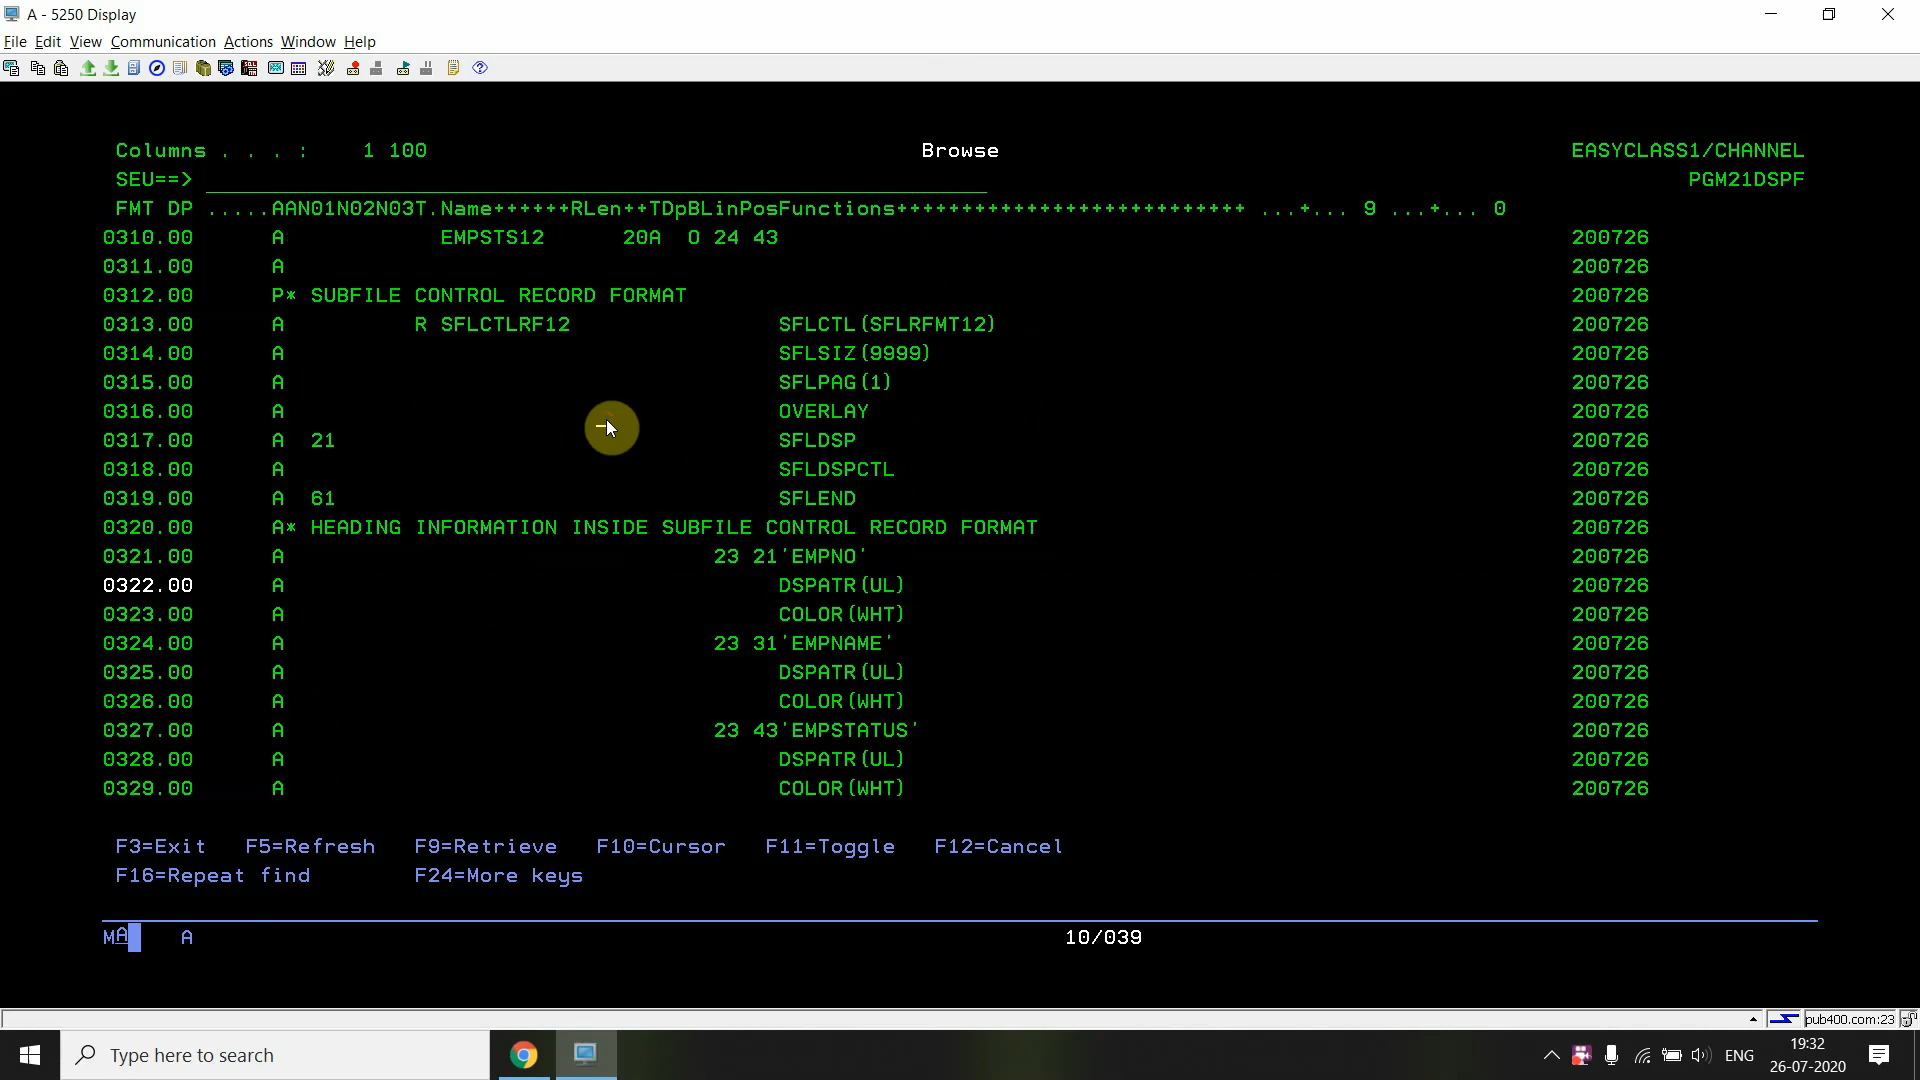 A - 5250 Display
File Edit View Communication Actions Window Help
Columns . . . : 1 100 Browse EASYCLASS1/CHANNEL
SEU==> PGM21DSPF
FMT DP .....AAN01N02N03T.Name++++++RLen++TDpBLinPosFunctions+++++++++++++++++++++++++++ ...+... 9 ...+... 0
0310.00 A EMPSTS12 20A O 24 43 200726
0311.00 A 200726
0312.00 P* SUBFILE CONTROL RECORD FORMAT 200726
0313.00 A R SFLCTLRF12 SFLCTL(SFLRFMT12) 200726
0314.00 A SFLSIZ(9999) 200726
0315.00 A SFLPAG(1) 200726
0316.00 A OVERLAY 200726
0317.00 A 21 SFLDSP 200726
0318.00 A SFLDSPCTL 200726
0319.00 A 61 SFLEND 200726
0320.00 A* HEADING INFORMATION INSIDE SUBFILE CONTROL RECORD FORMAT 200726
0321.00 A 23 21'EMPNO' 200726
0322.00 A DSPATR(UL) 200726
0323.00 A COLOR(WHT) 200726
0324.00 A 23 31'EMPNAME' 200726
0325.00 A DSPATR(UL) 200726
0326.00 A COLOR(WHT) 200726
0327.00 A 23 43'EMPSTATUS' 200726
0328.00 A DSPATR(UL) 200726
0329.00 A COLOR(WHT) 200726
F3=Exit F5=Refresh F9=Retrieve F10=Cursor F11=Toggle F12=Cancel
F16=Repeat find F24=More keys
MA A 10/039
pub400.com:23
Type here to search ENG 19:32
26-07-2020